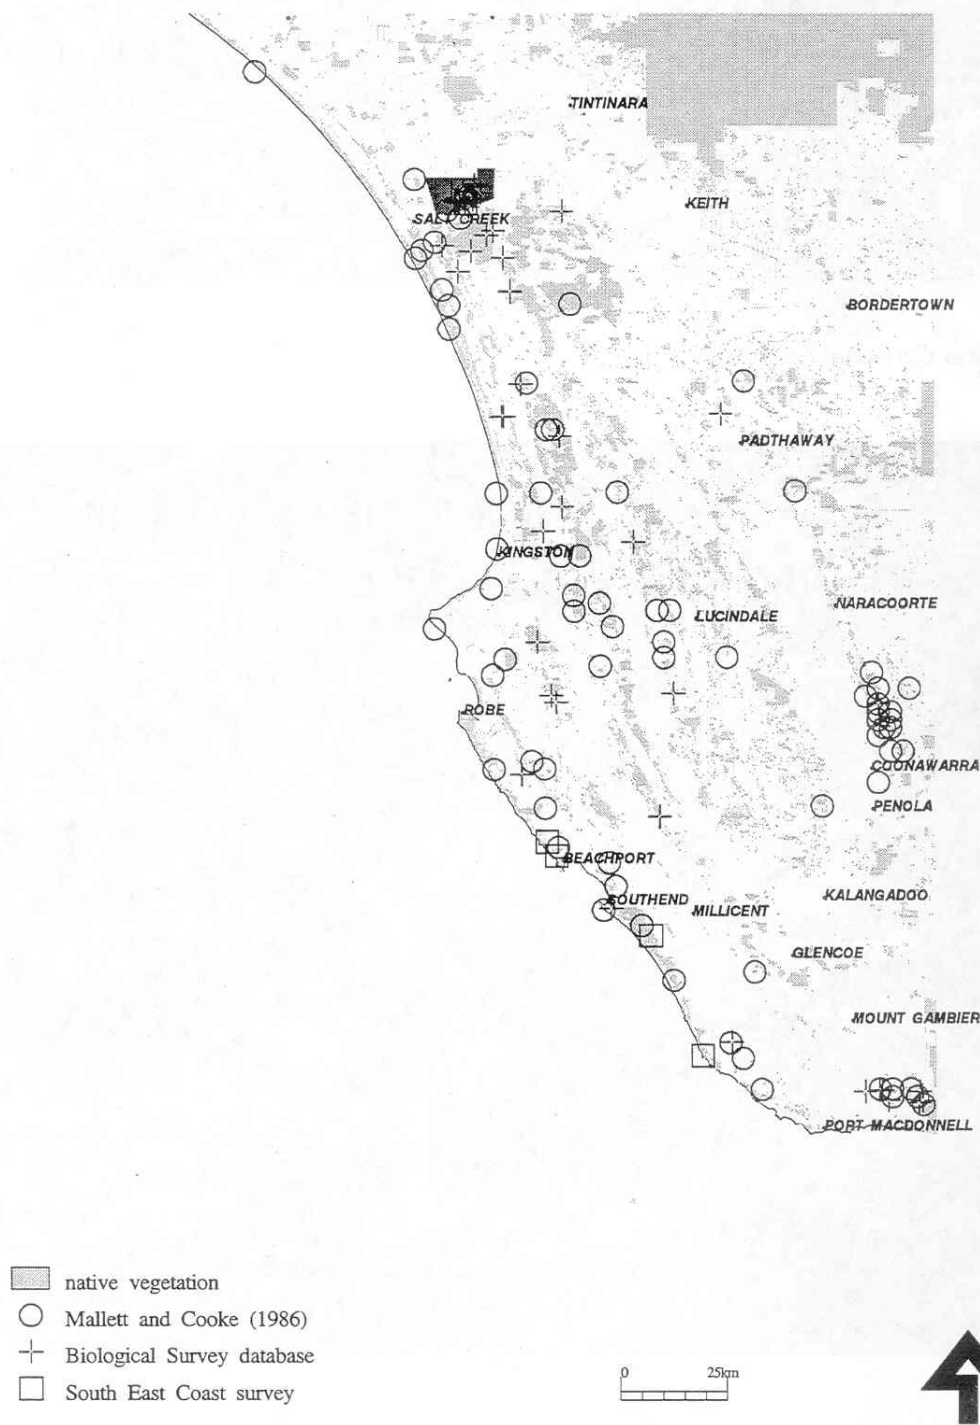 TINTINARA
KEITH
SALT CREEK
BORDERTOWN
PADTHAWAY
KINGSTON
NARACOORTE
LUCINDALE
ROBE
COONAWARRA
PENOLA
BEACHPORT
KALANGADOO
SOUTHEND
MILLICENT
GLENCOE
MOUNT GAMBIER
PORT MACDONNELL
native vegetation
Mallett and Cooke (1986)
Biological Survey database
South East Coast survey
0 25km